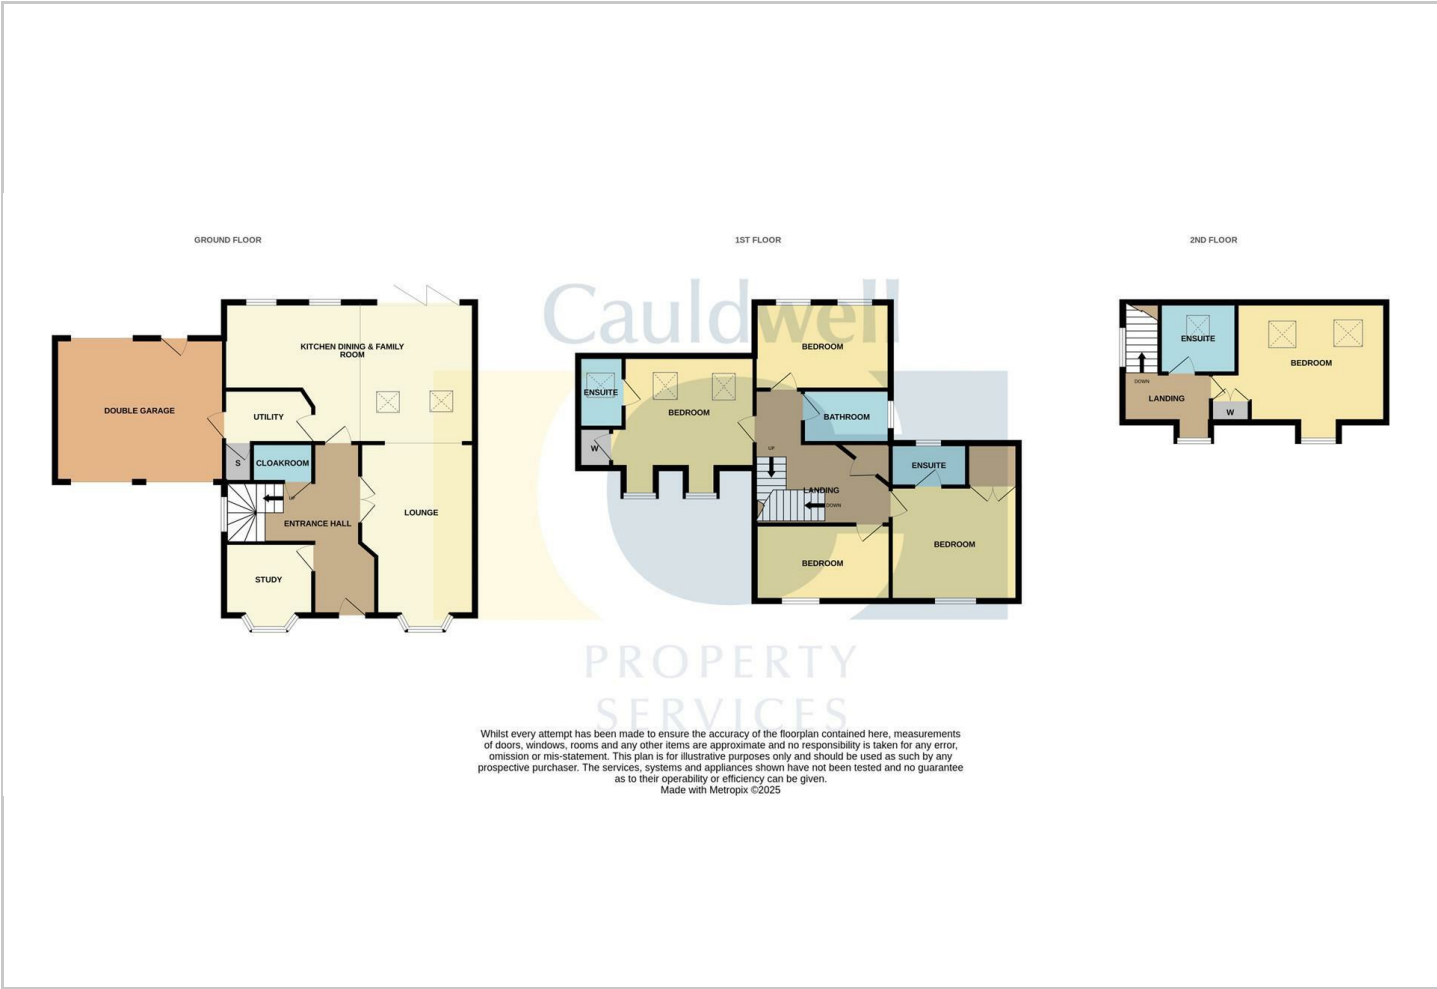 GROUND FLOOR
1ST FLOOR
2ND FLOOR
Cauldwell
PROPERTY
SERVICES
DOUBLE GARAGE
KITCHEN DINING & FAMILY
ROOM
UTILITY
S
CLOAKROOM
UP
ENTRANCE HALL
LOUNGE
STUDY
BEDROOM
ENSUITE
BEDROOM
W
BATHROOM
UP
LANDING
DOWN
ENSUITE
BEDROOM
BEDROOM
ENSUITE
BEDROOM
DOWN
LANDING
W
Whilst every attempt has been made to ensure the accuracy of the floorplan contained here, measurements
of doors, windows, rooms and any other items are approximate and no responsibility is taken for any error,
omission or mis-statement. This plan is for illustrative purposes only and should be used as such by any
prospective purchaser. The services, systems and appliances shown have not been tested and no guarantee
as to their operability or efficiency can be given.
Made with Metropix ©2025